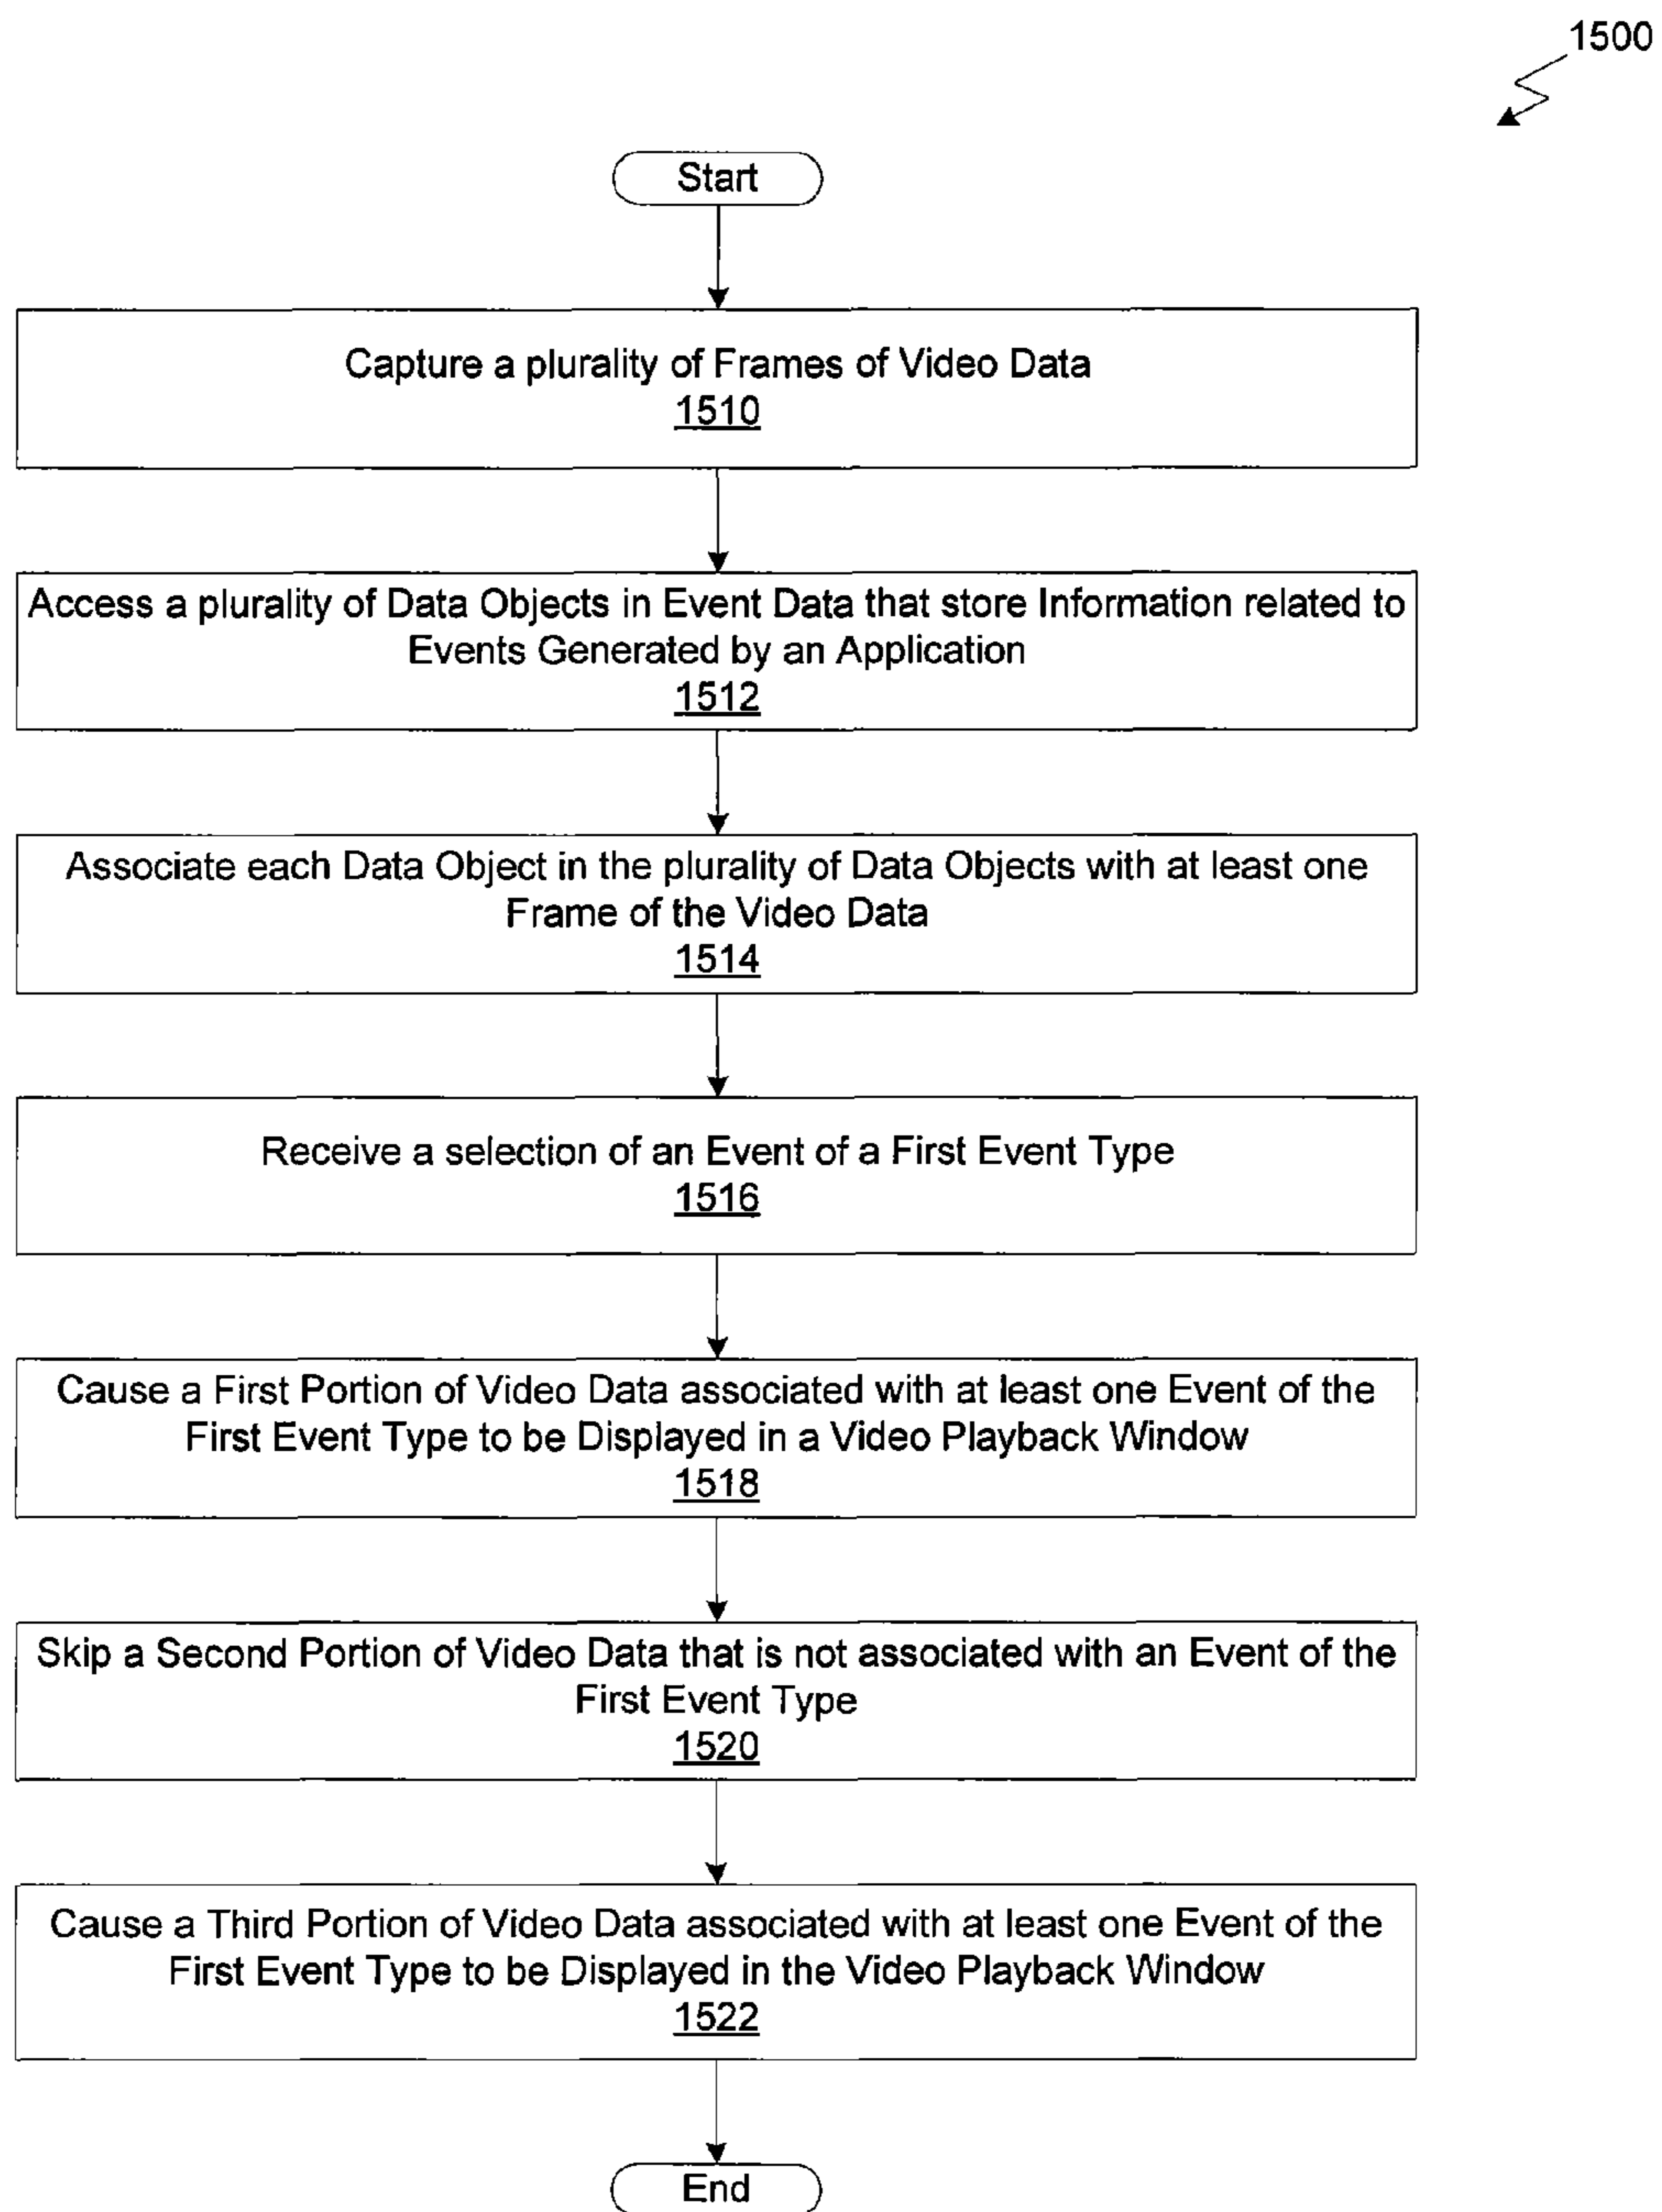 1500
Start
Capture a plurality of Frames of Video Data
1510
Access a plurality of Data Objects in Event Data that store Information related to
Events Generated by an Application
1512
Associate each Data Object in the plurality of Data Objects with at least one
Frame of the Video Data
1514
Receive a selection of an Event of a First Event Type
1516
Cause a First Portion of Video Data associated with at least one Event of the
First Event Type to be Displayed in a Video Playback Window
1518
Skip a Second Portion of Video Data that is not associated with an Event of the
First Event Type
1520
Cause a Third Portion of Video Data associated with at least one Event of the
First Event Type to be Displayed in the Video Playback Window
1522
End